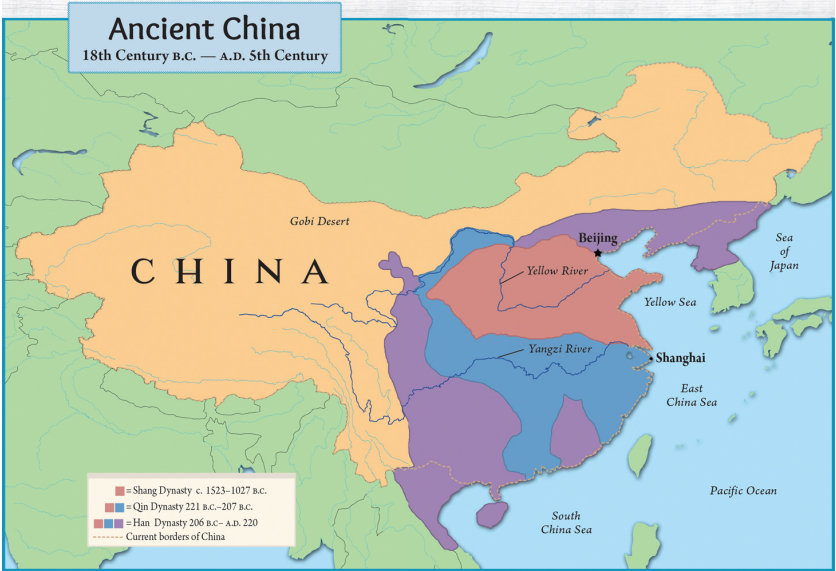 Ancient China
18th Century B.C. — A.D. 5th Century
Gobi Desert
CHINA
Beijing
Yellow River
Sea
of
Japan
Yellow Sea
Yangzi River
Shanghai
East
China Sea
Pacific Ocean
South
China Sea
= Shang Dynasty c. 1523–1027 B.C.
= Qin Dynasty 221 B.C.–207 B.C.
= Han Dynasty 206 B.C– A.D. 220
Current borders of China